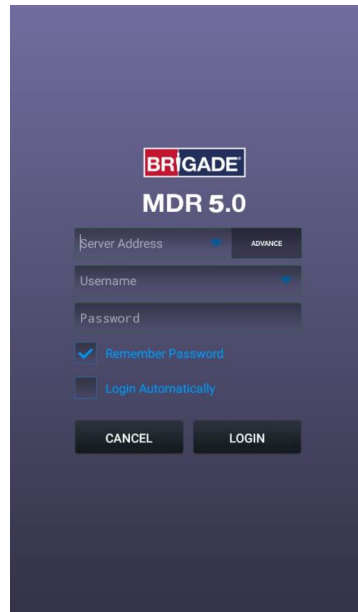 BRIGADE
MDR 5.0
Server Address ADVANCE
Username
Password
Remember Password
Login Automatically
CANCEL LOGIN